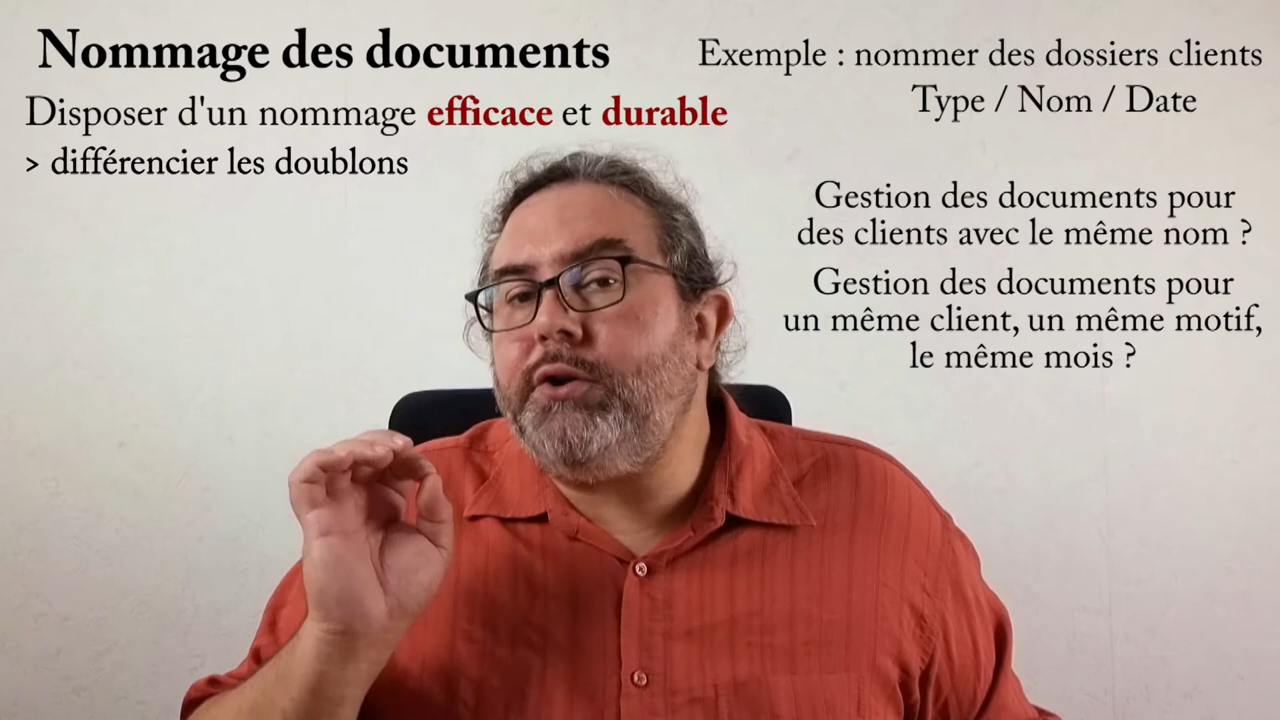 Nommage des documents
Disposer d'un nommage efficace et durable
> différencier les doublons
Exemple : nommer des dossiers clients
Type / Nom / Date
Gestion des documents pour
des clients avec le même nom ?
Gestion des documents pour
un même client, un même motif,
le même mois ?